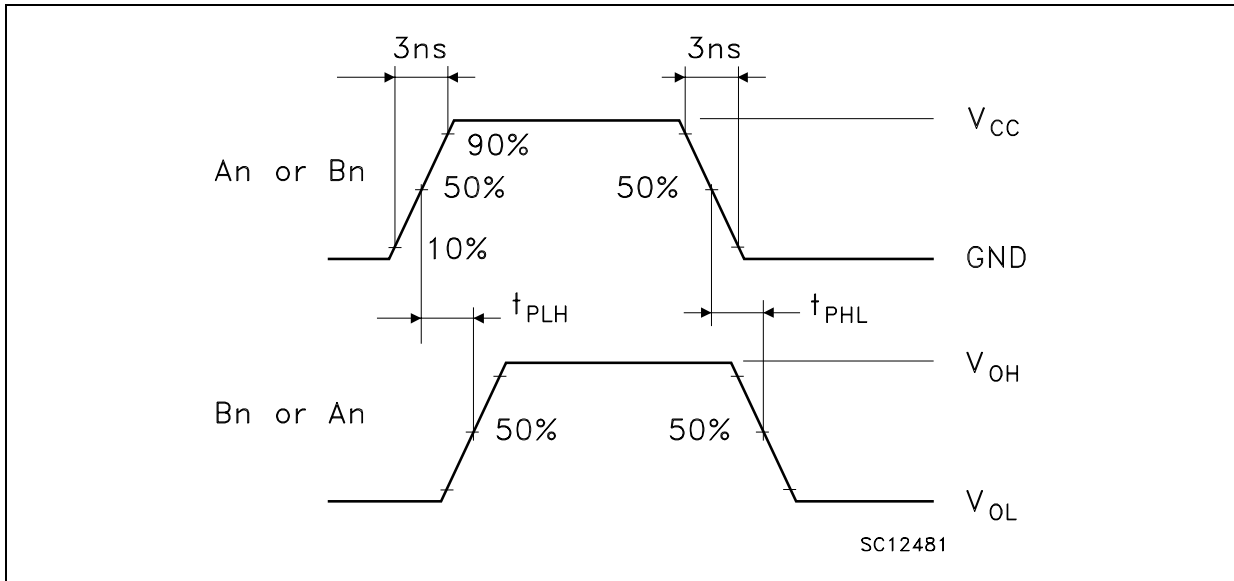 3ns 3ns
V_CC
90%
An or Bn 50% 50%
10%
GND
t_PLH t_PHL
V_OH
Bn or An 50% 50%
V_OL
SC12481